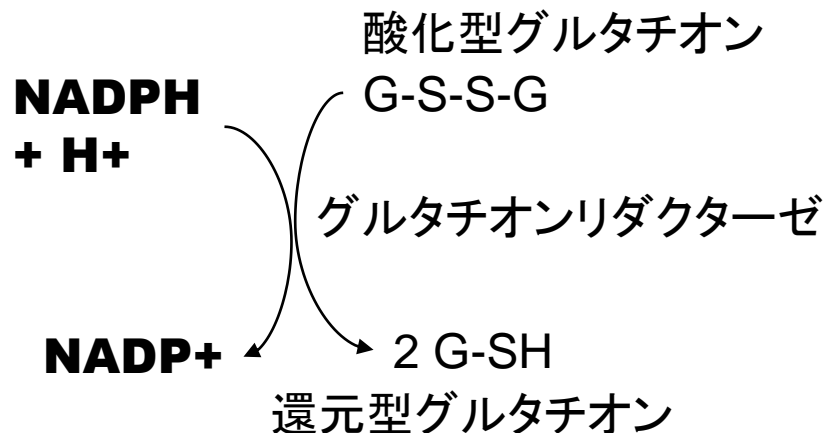 酸化型グルタチオン
NADPH
+ H+
G-S-S-G
グルタチオンリダクターゼ
NADP+
2 G-SH
還元型グルタチオン